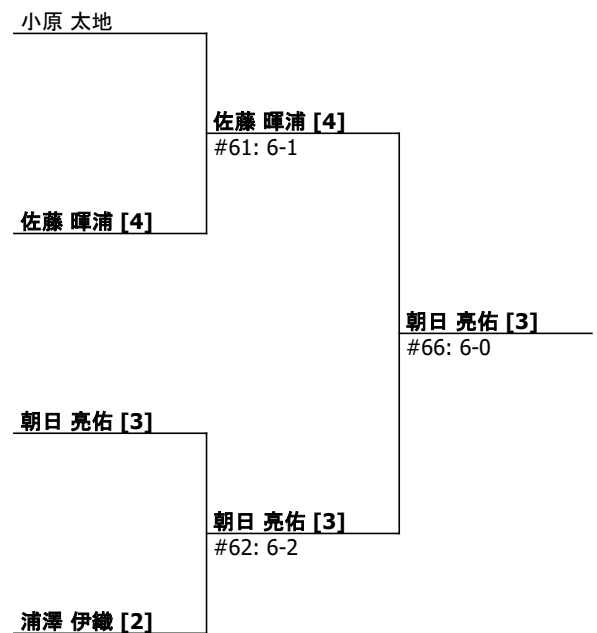 小原 太地
佐藤 暉浦 [4]
#61: 6-1
佐藤 暉浦 [4]
朝日 亮佑 [3]
#66: 6-0
朝日 亮佑 [3]
朝日 亮佑 [3]
#62: 6-2
浦澤 伊織 [2]